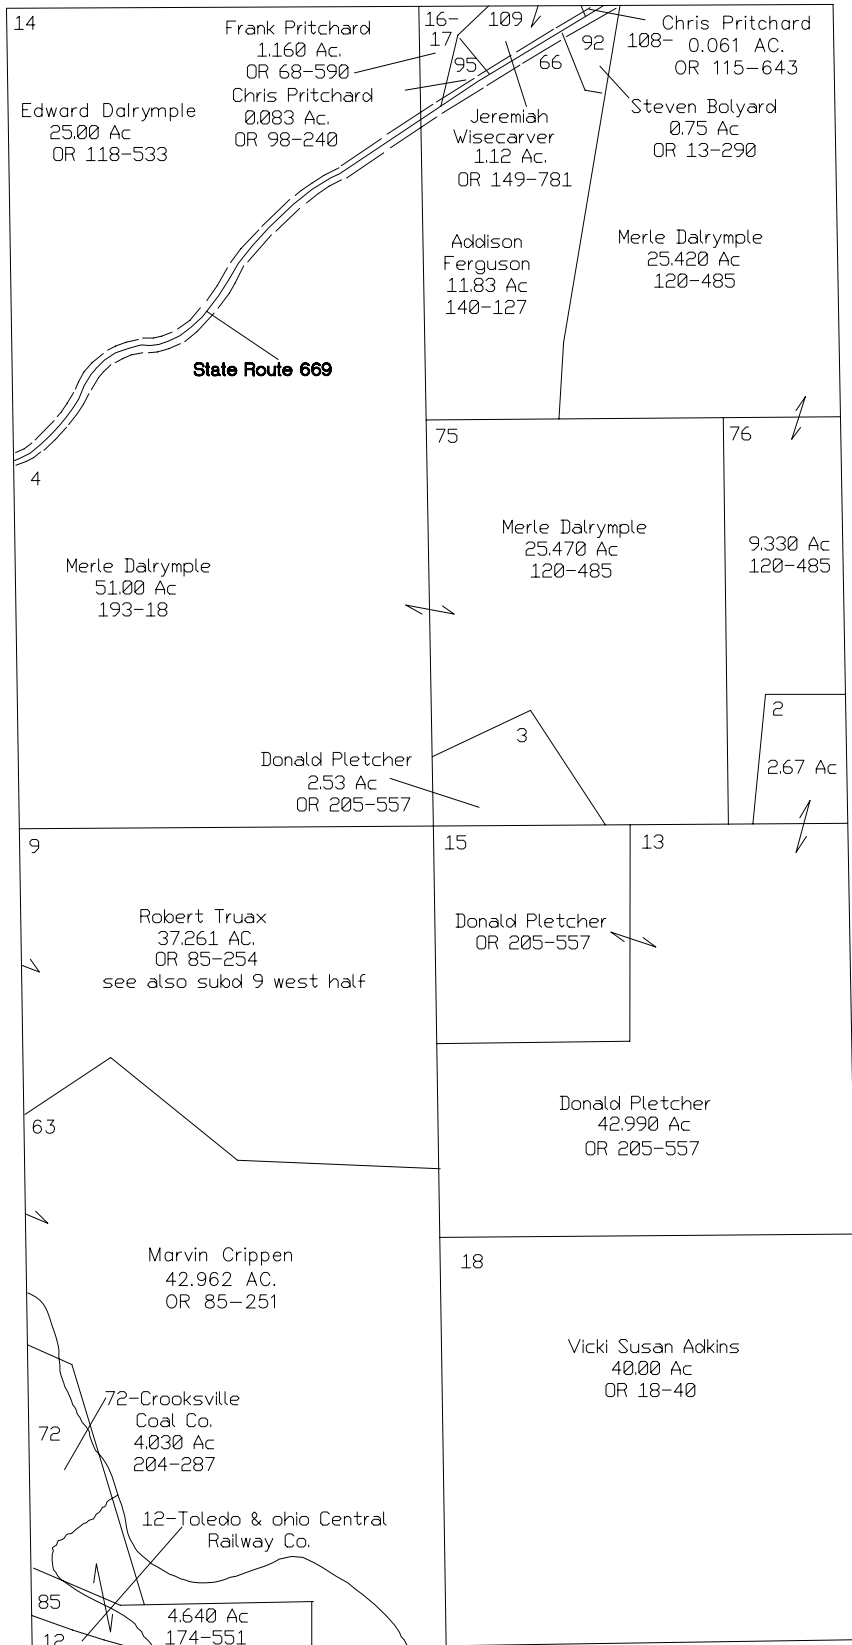 14
Frank Pritchard
1.160 Ac.
OR 68-590
Chris Pritchard
0.083 Ac.
OR 98-240
Edward Dalrymple
25.00 Ac
OR 118-533
16-
17
109
95
66
92
108-
Chris Pritchard
0.061 AC.
OR 115-643
Jeremiah
Wisecarver
1.12 Ac.
OR 149-781
Steven Bolyard
0.75 Ac
OR 13-290
Addison
Ferguson
11.83 Ac
140-127
Merle Dalrymple
25.420 Ac
120-485
State Route 669
4
Merle Dalrymple
51.00 Ac
193-18
75
Merle Dalrymple
25.470 Ac
120-485
76
9.330 Ac
120-485
2
2.67 Ac
3
Donald Pletcher
2.53 Ac
OR 205-557
9
Robert Truax
37.261 AC.
OR 85-254
see also subd 9 west half
15
Donald Pletcher
OR 205-557
13
Donald Pletcher
42.990 Ac
OR 205-557
63
Marvin Crippen
42.962 AC.
OR 85-251
18
Vicki Susan Adkins
40.00 Ac
OR 18-40
72-Crooksville
Coal Co.
4.030 Ac
204-287
72
12-Toledo & ohio Central
Railway Co.
85
4.640 Ac
174-551
12